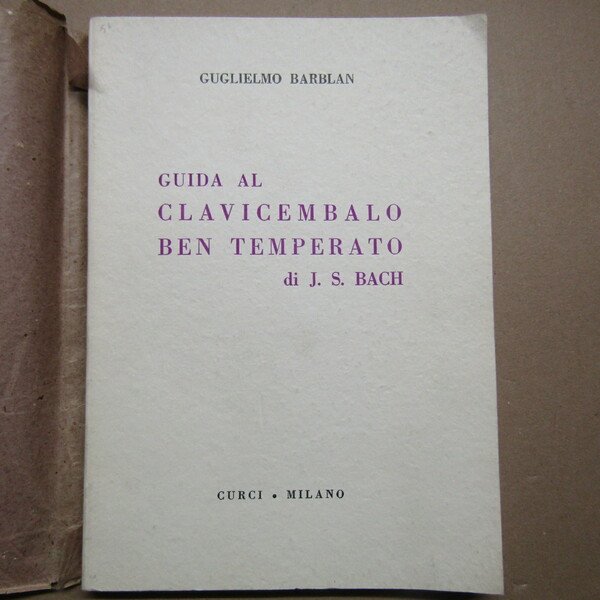 GUGLIELMO BARBLAN
GUIDA AL
CLAVICEMBALO
BEN TEMPERATO
di J. S. BACH
CURCI • MILANO